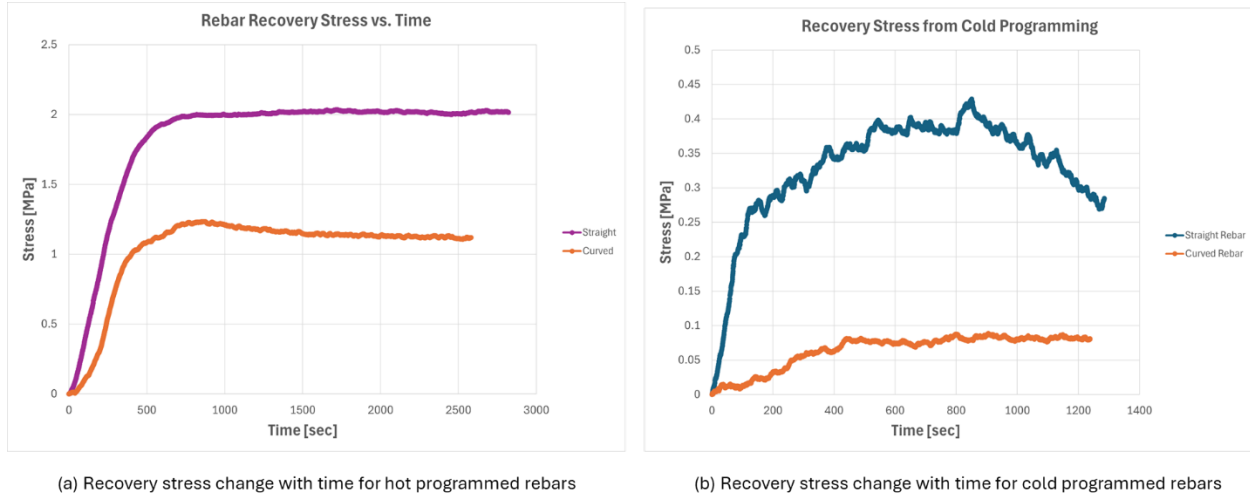 Rebar Recovery Stress vs. Time
2.5
2
1.5
1
0.5
0
Stress [MPa]
0 500 1000 1500 2000 2500 3000
Time [sec]
Straight
Curved
(a) Recovery stress change with time for hot programmed rebars
Recovery Stress from Cold Programming
0.5
0.45
0.4
0.35
0.3
0.25
0.2
0.15
0.1
0.05
0
Stress [MPa]
0 200 400 600 800 1000 1200 1400
Time [sec]
Straight Rebar
Curved Rebar
(b) Recovery stress change with time for cold programmed rebars